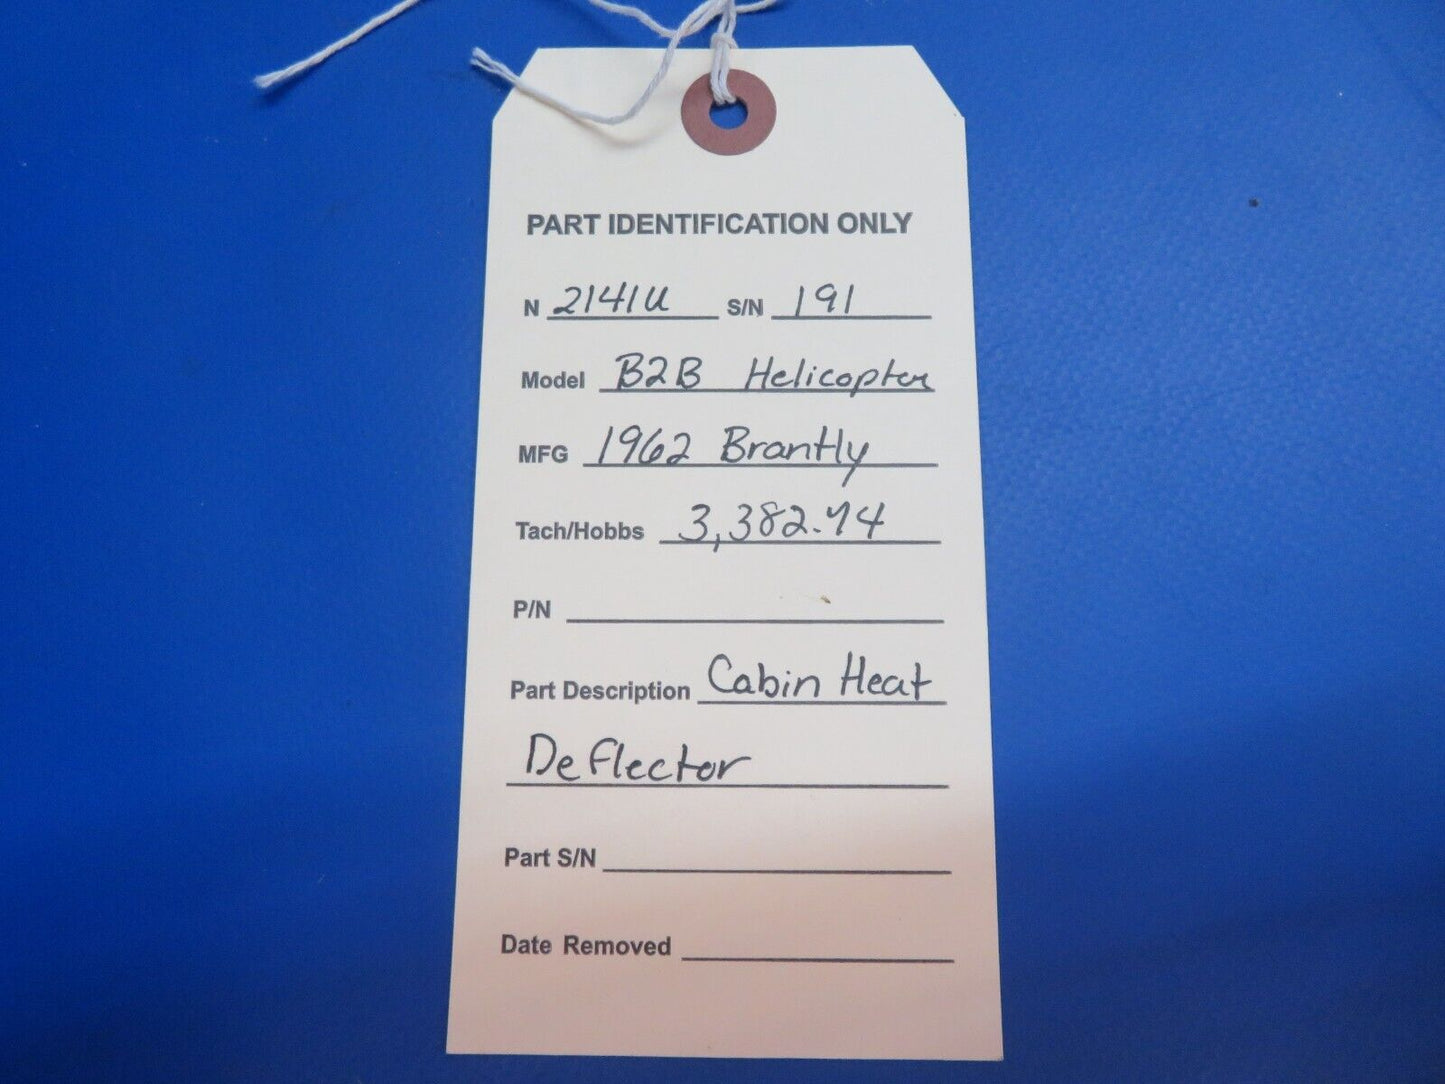 PART IDENTIFICATION ONLY
N 2141U S/N 191
Model B2B Helicopter
MFG 1962 Brantly
Tach/Hobbs 3,382.74
P/N
Part Description Cabin Heat
Deflector
Part S/N
Date Removed